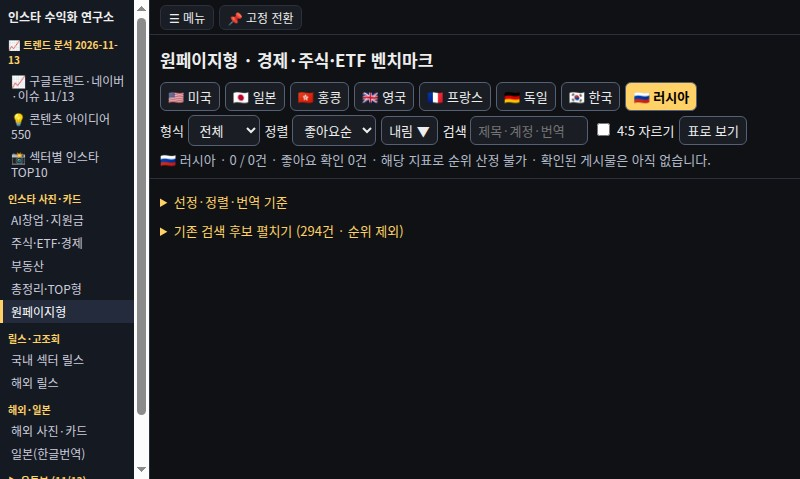 인스타 수익화 연구소
📈 트렌드 분석 2026-11-
13
📈 구글트렌드·네이버
·이슈 11/13
💡 콘텐츠 아이디어
550
📸 섹터별 인스타
TOP10
인스타 사진·카드
AI창업·지원금
주식·ETF·경제
부동산
총정리·TOP형
원페이지형
릴스·고조회
국내 섹터 릴스
해외 릴스
해외·일본
해외 사진·카드
일본(한글번역)
☰ 메뉴
📌 고정 전환
원페이지형 · 경제·주식·ETF 벤치마크
🇺🇸 미국
🇯🇵 일본
🇭🇰 홍콩
🇬🇧 영국
🇫🇷 프랑스
🇩🇪 독일
🇰🇷 한국
🇷🇺 러시아
형식 전체 정렬 좋아요순 내림 ▼ 검색 제목·계정·번역 4:5 자르기 표로 보기
🇷🇺 러시아 · 0 / 0건 · 좋아요 확인 0건 · 해당 지표로 순위 산정 불가 · 확인된 게시물은 아직 없습니다.
▶ 선정·정렬·번역 기준
▶ 기존 검색 후보 펼치기 (294건 · 순위 제외)